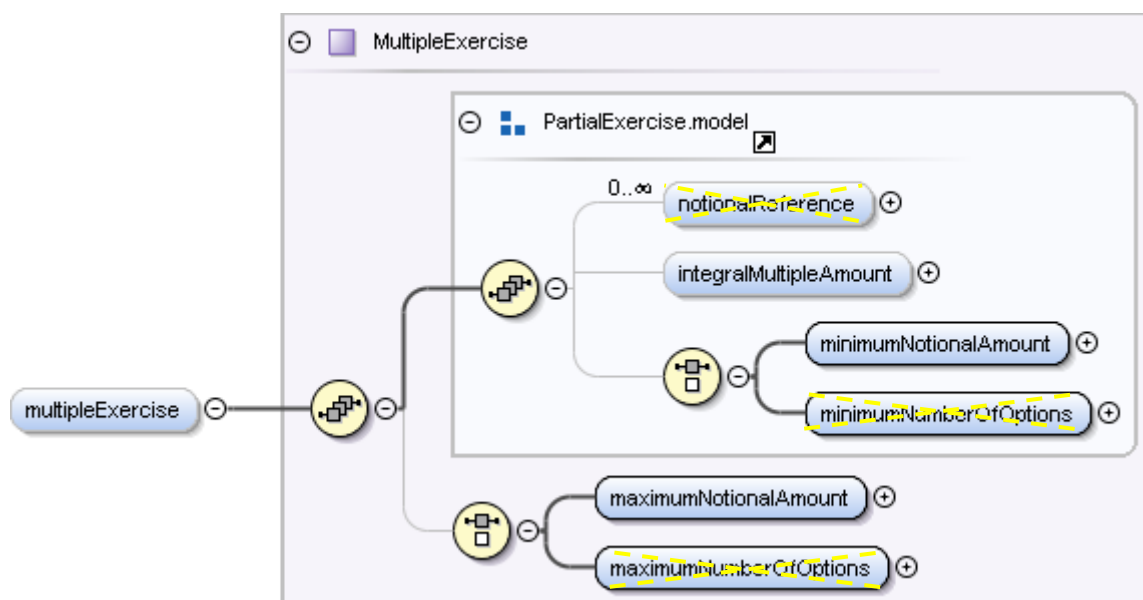 MultipleExercise
PartialExercise.model
0..∞
notionalReference
integralMultipleAmount
minimumNotionalAmount
minimumNumberOfOptions
multipleExercise
maximumNotionalAmount
maximumNumberOfOptions